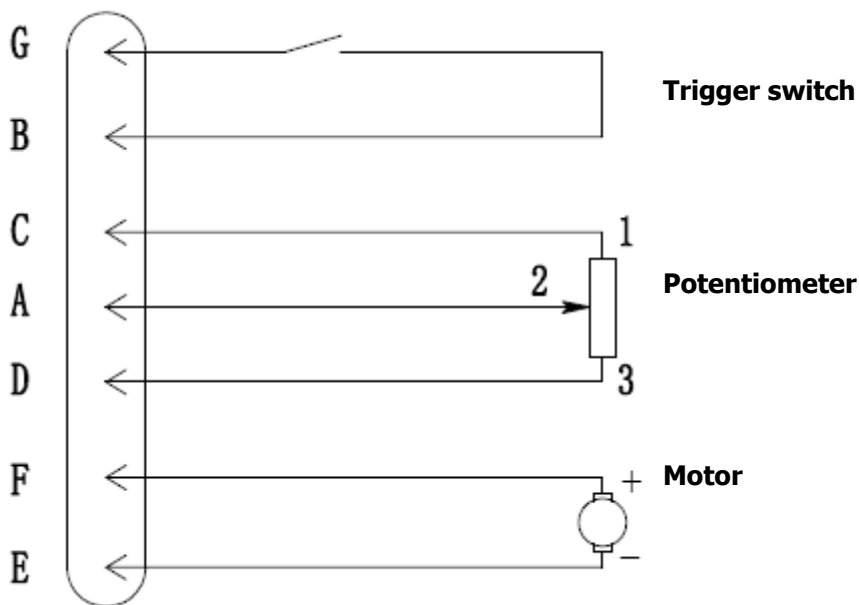 G
Trigger switch
B
C
1
A
2
Potentiometer
D
3
F
+
Motor
E
−